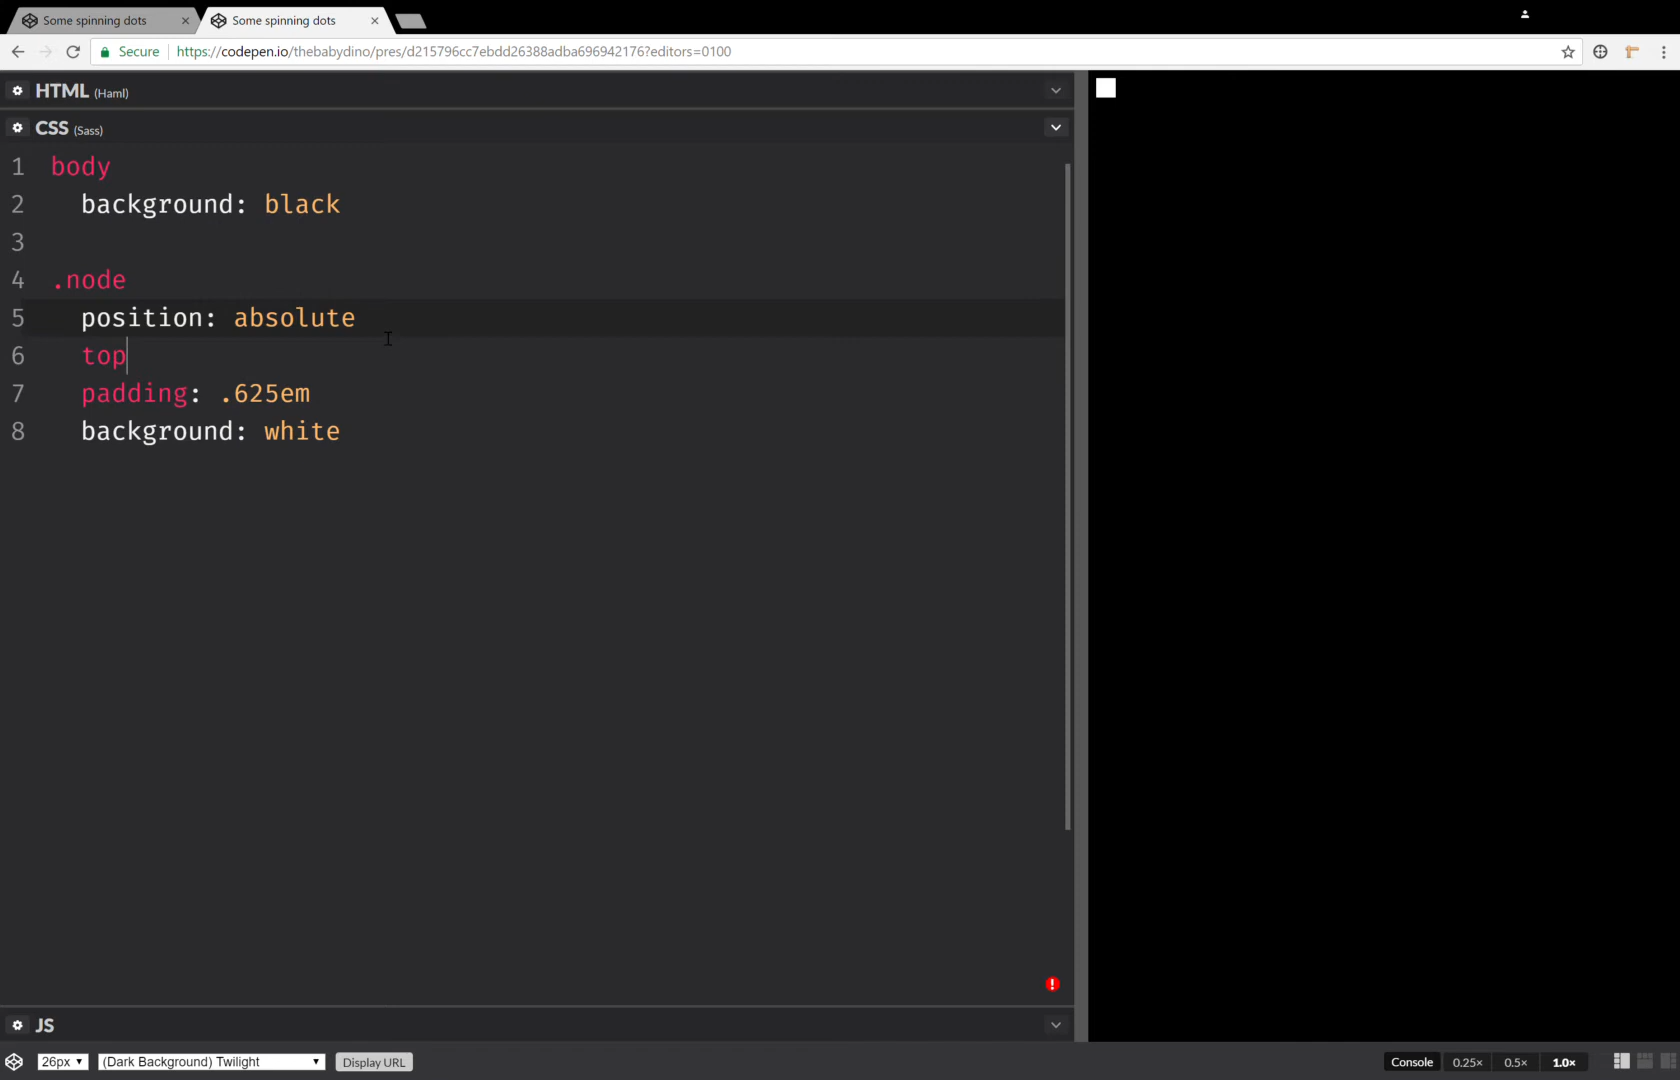 Some spinning dots
Some spinning dots
Secure https://codepen.io/thebabydino/pres/d215796cc7ebdd26388adba696942176?editors=0100
HTML (Haml)
CSS (Sass)
1 body
2 background: black
3
4 .node
5 position: absolute
6 top
7 padding: .625em
8 background: white
JS
26px (Dark Background) Twilight Display URL Console 0.25× 0.5× 1.0×